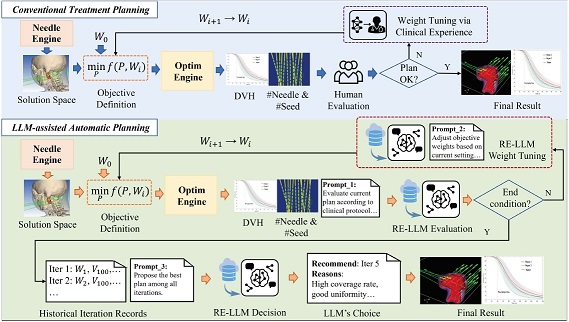 Conventional Treatment Planning
W_{i+1} → W_i
Weight Tuning via
Clinical Experience
Needle
Engine
W_0
min_P f(P, W_i)
Optim
Engine
N
Plan
OK?
Y
Solution Space
Objective
Definition
DVH
#Needle &
#Seed
Human
Evaluation
Final Result
LLM-assisted Automatic Planning
W_{i+1} → W_i
Prompt_2:
Adjust objective
weights based on
current setting…
RE-LLM
Weight Tuning
Needle
Engine
W_0
min_P f(P, W_i)
Optim
Engine
Prompt_1:
Evaluate current
plan according to
clinical protocol…
End
condition?
N
Y
Solution Space
Objective
Definition
DVH
#Needle &
#Seed
RE-LLM Evaluation
Iter 1: W_1, V_{100},…
Iter 2: W_2, V_{100},…
…
Prompt_3:
Propose the best
plan among all
iterations.
Recommend: Iter 5
Reasons:
High coverage rate,
good uniformity…
Historical Iteration Records
RE-LLM Decision
LLM's Choice
Final Result